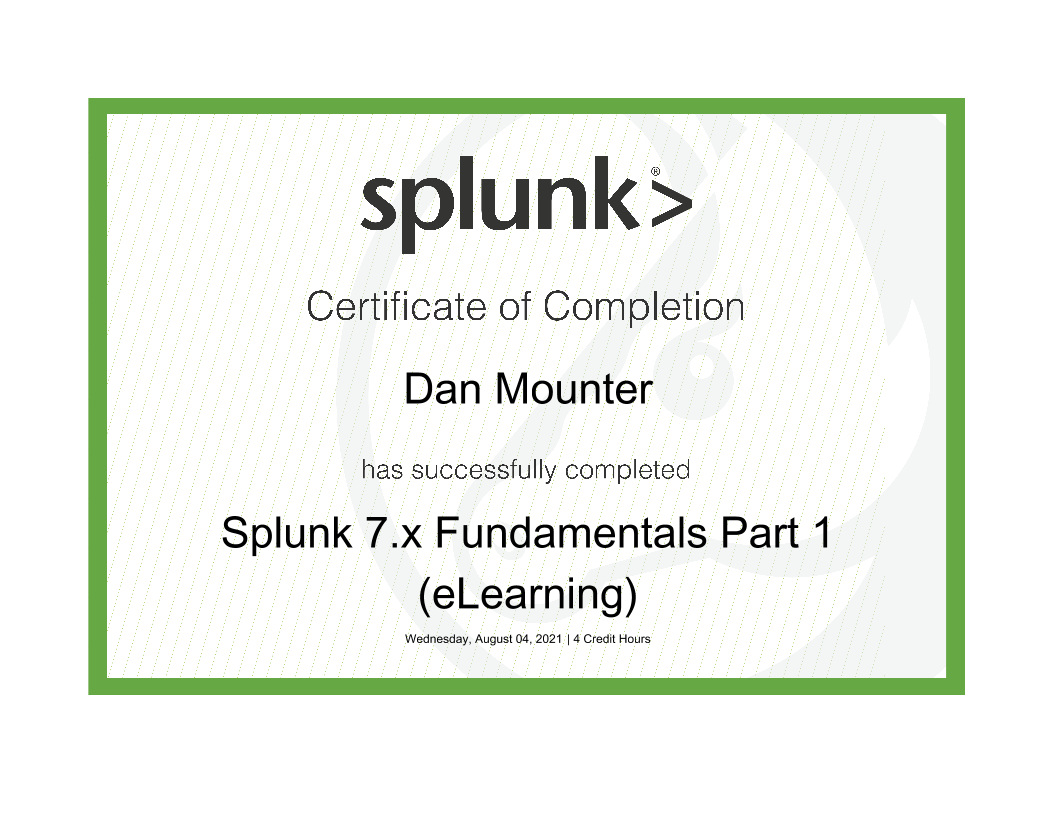 splunk>®
Certificate of Completion
Dan Mounter
has successfully completed
Splunk 7.x Fundamentals Part 1
(eLearning)
Wednesday, August 04, 2021 | 4 Credit Hours